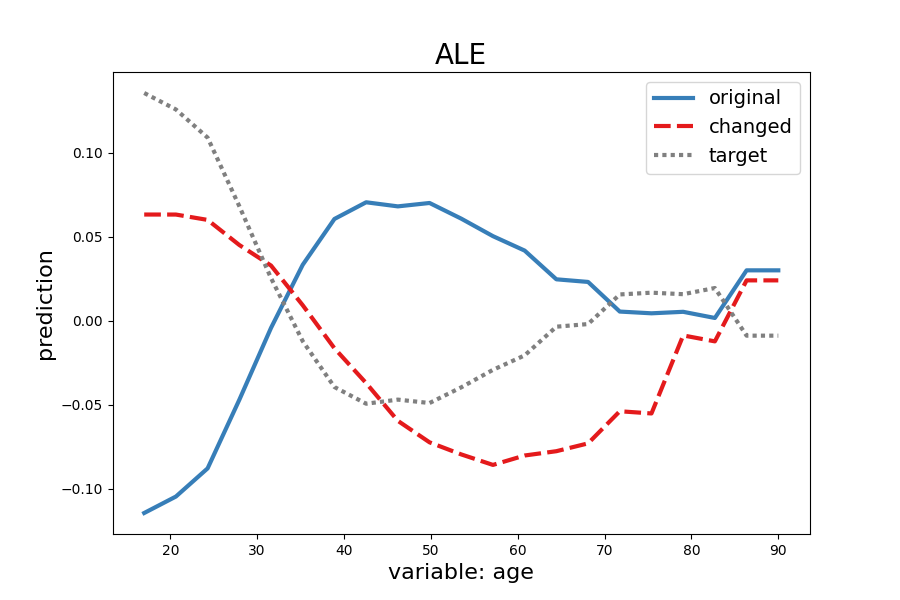 ALE
original
changed
target
prediction
0.10
0.05
0.00
−0.05
−0.10
20 30 40 50 60 70 80 90
variable: age